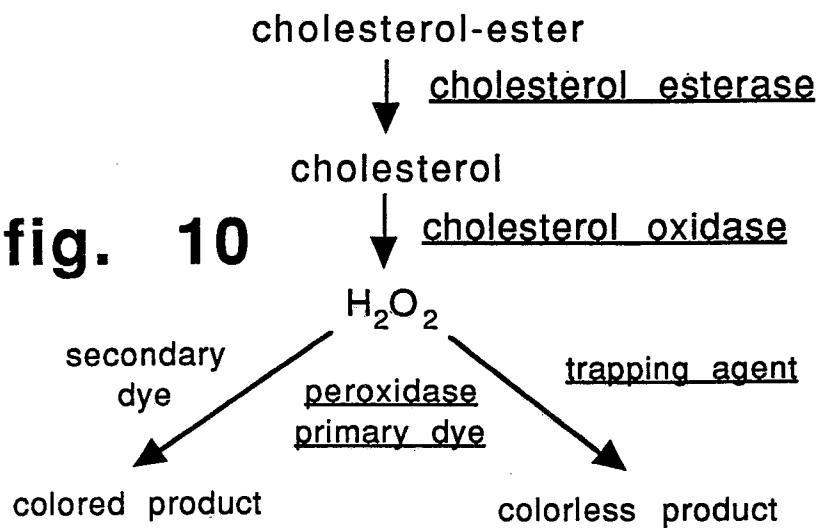 cholesterol-ester
cholesterol esterase
cholesterol
fig. 10
cholesterol oxidase
H₂O₂
secondary
dye
peroxidase
primary dye
trapping agent
colored product
colorless product